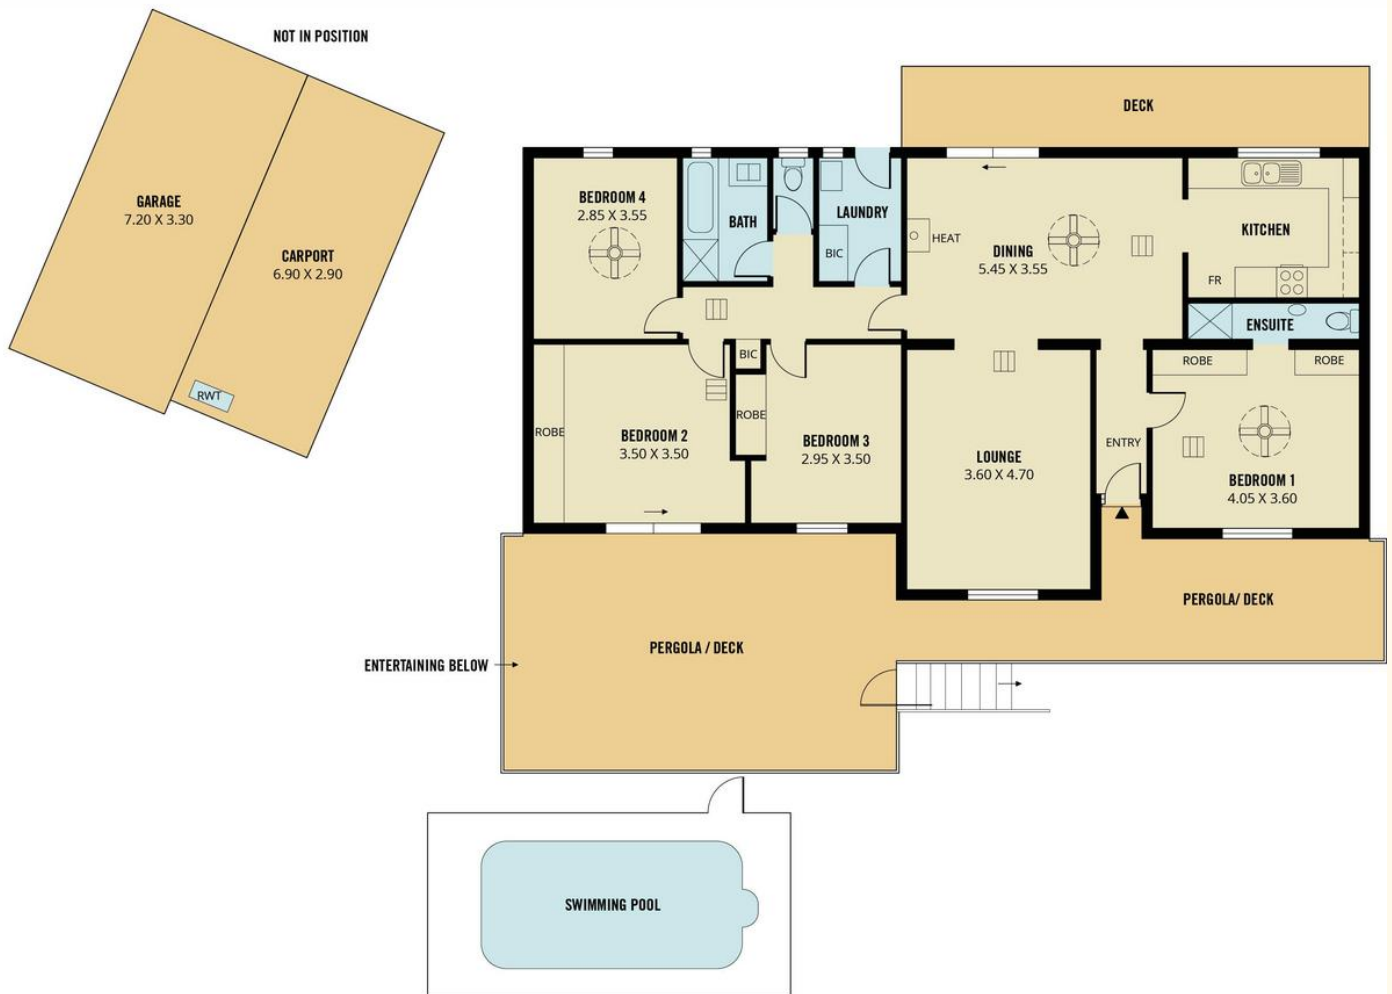 NOT IN POSITION
GARAGE
7.20 X 3.30
CARPORT
6.90 X 2.90
RWT
DECK
BEDROOM 4
2.85 X 3.55
BATH
LAUNDRY
BIC
HEAT
DINING
5.45 X 3.55
KITCHEN
FR
ENSUITE
BIC
ROBE
BEDROOM 2
3.50 X 3.50
ROBE
BEDROOM 3
2.95 X 3.50
LOUNGE
3.60 X 4.70
ENTRY
ROBE
ROBE
BEDROOM 1
4.05 X 3.60
PERGOLA/ DECK
PERGOLA / DECK
ENTERTAINING BELOW
SWIMMING POOL